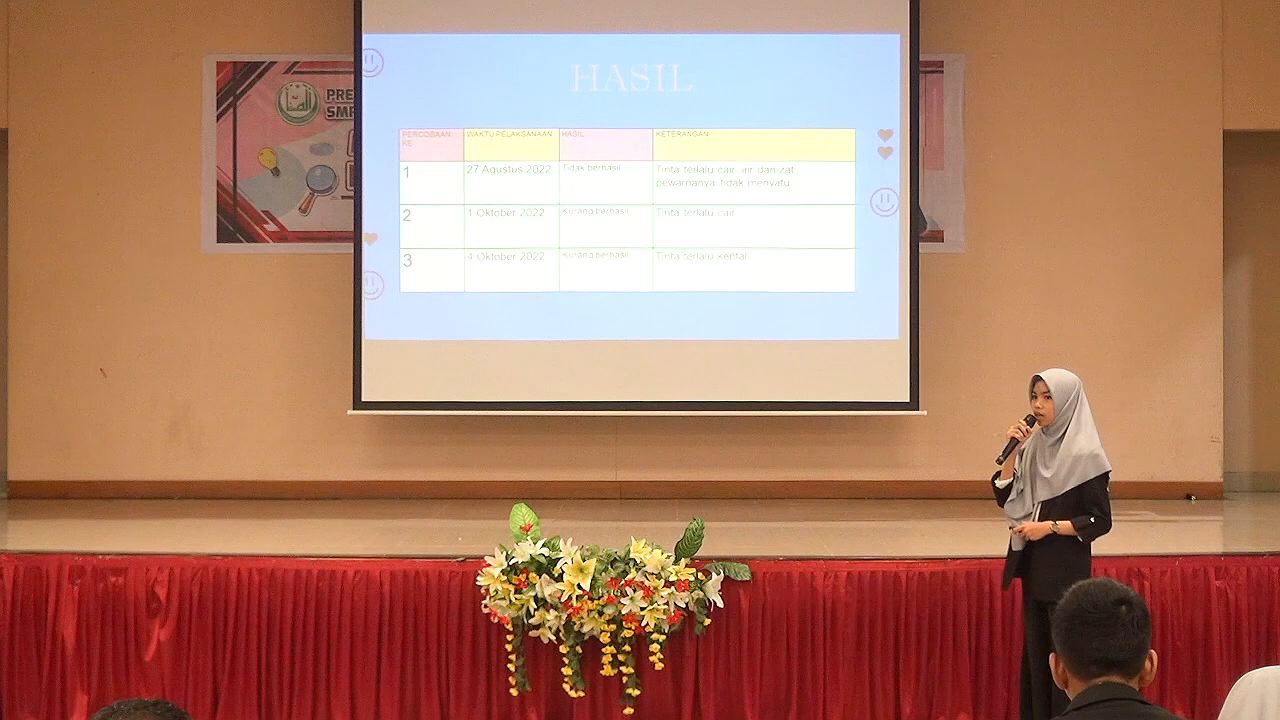 HASIL
PERCOBAAN KE
WAKTU PELAKSANAAN
HASIL
KETERANGAN
1
27 Agustus 2022
Tidak berhasil
Tinta terlalu cair, air dan zat
pewarnanya tidak menyatu
2
1 Oktober 2022
Kurang berhasil
Tinta terlalu cair
3
4 Oktober 2022
Kurang berhasil
Tinta terlalu kental
PRE
SMP